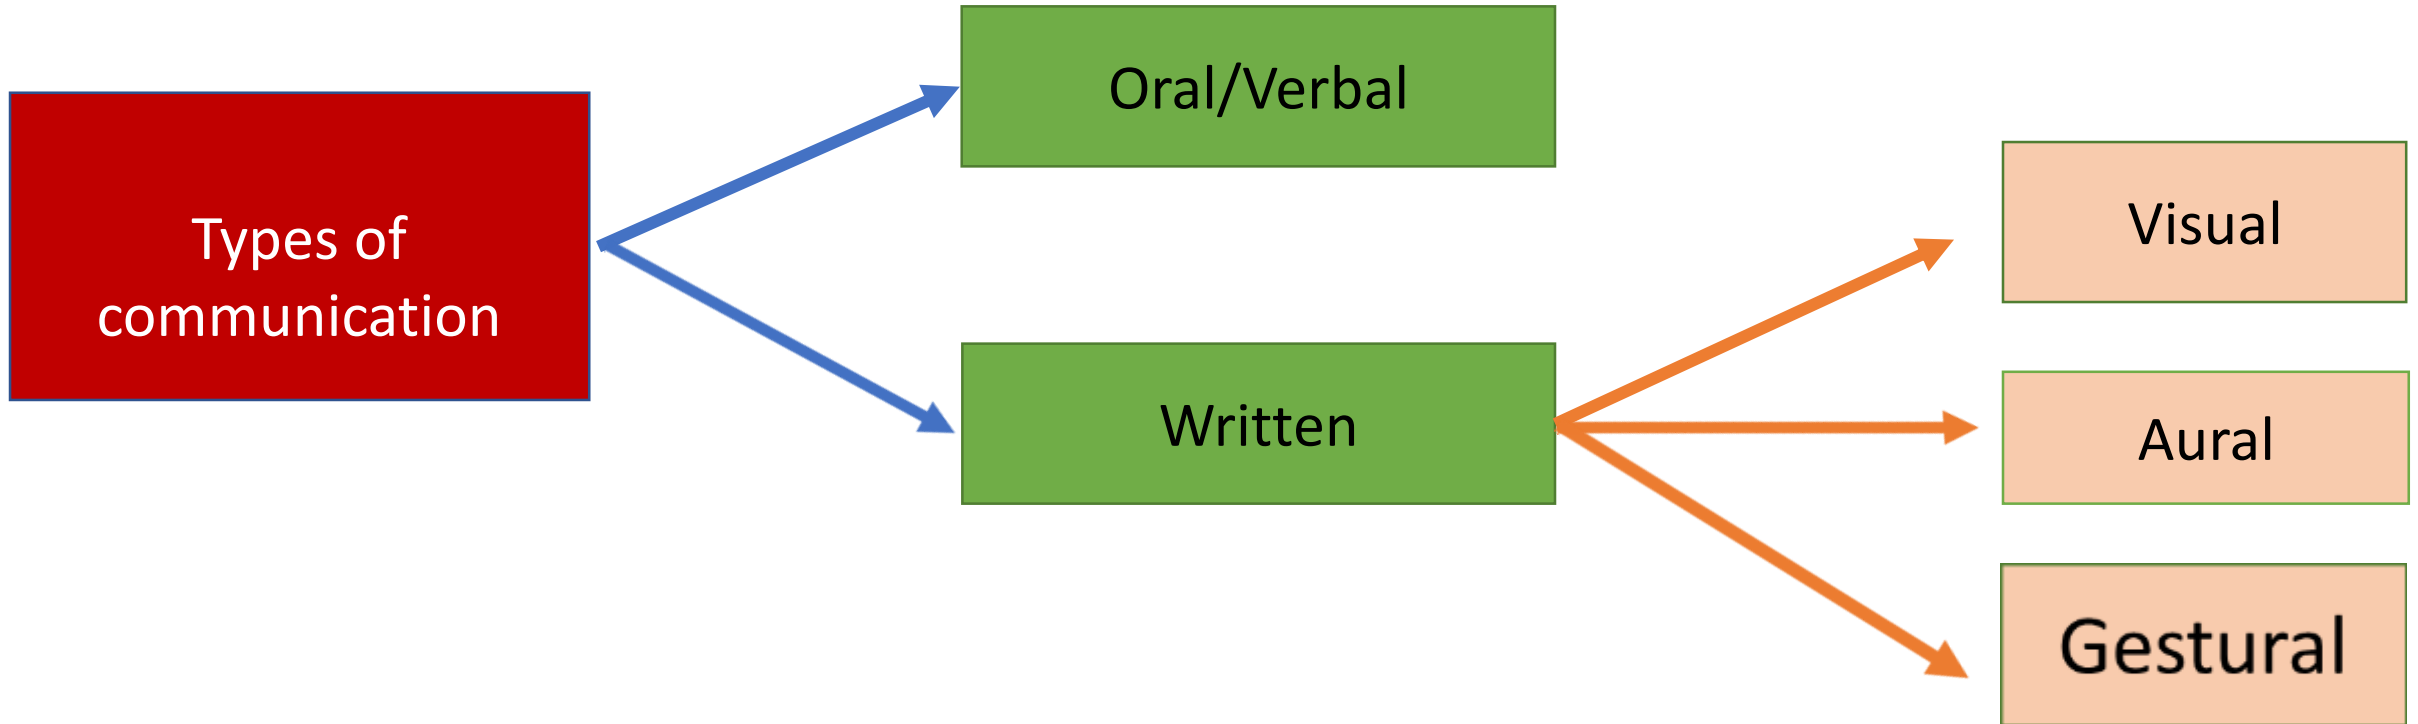 Types of
communication
Oral/Verbal
Written
Visual
Aural
Gestural